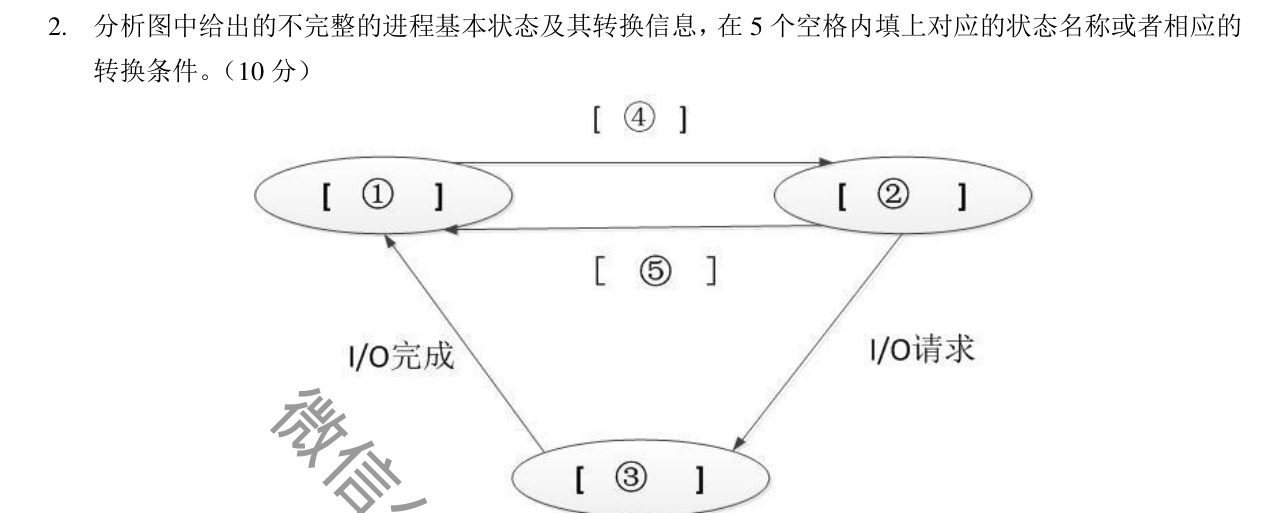 2. 分析图中给出的不完整的进程基本状态及其转换信息，在 5 个空格内填上对应的状态名称或者相应的
转换条件。（10 分）
[ ④ ]
[ ① ]
[ ② ]
[ ⑤ ]
I/O完成
I/O请求
微信
[ ③ ]